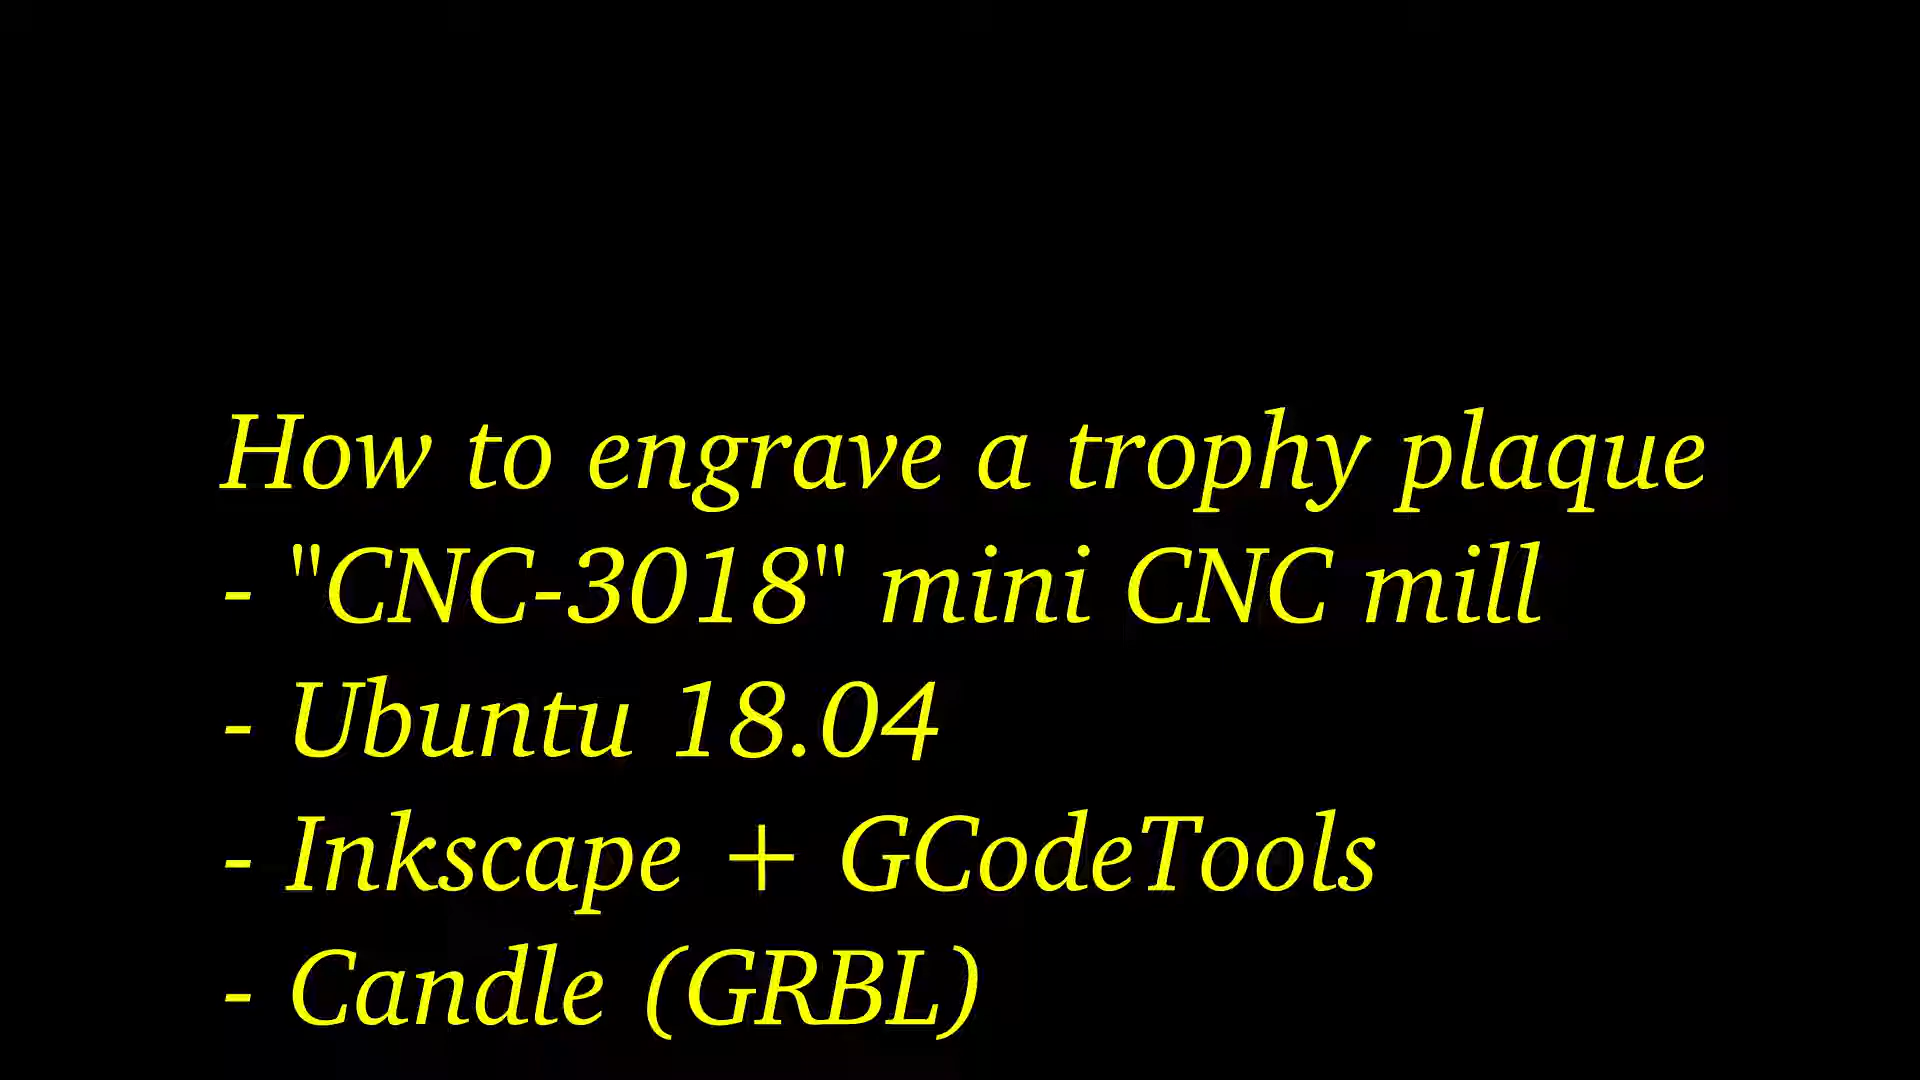 How to engrave a trophy plaque
- "CNC-3018" mini CNC mill
- Ubuntu 18.04
- Inkscape + GCodeTools
- Candle (GRBL)